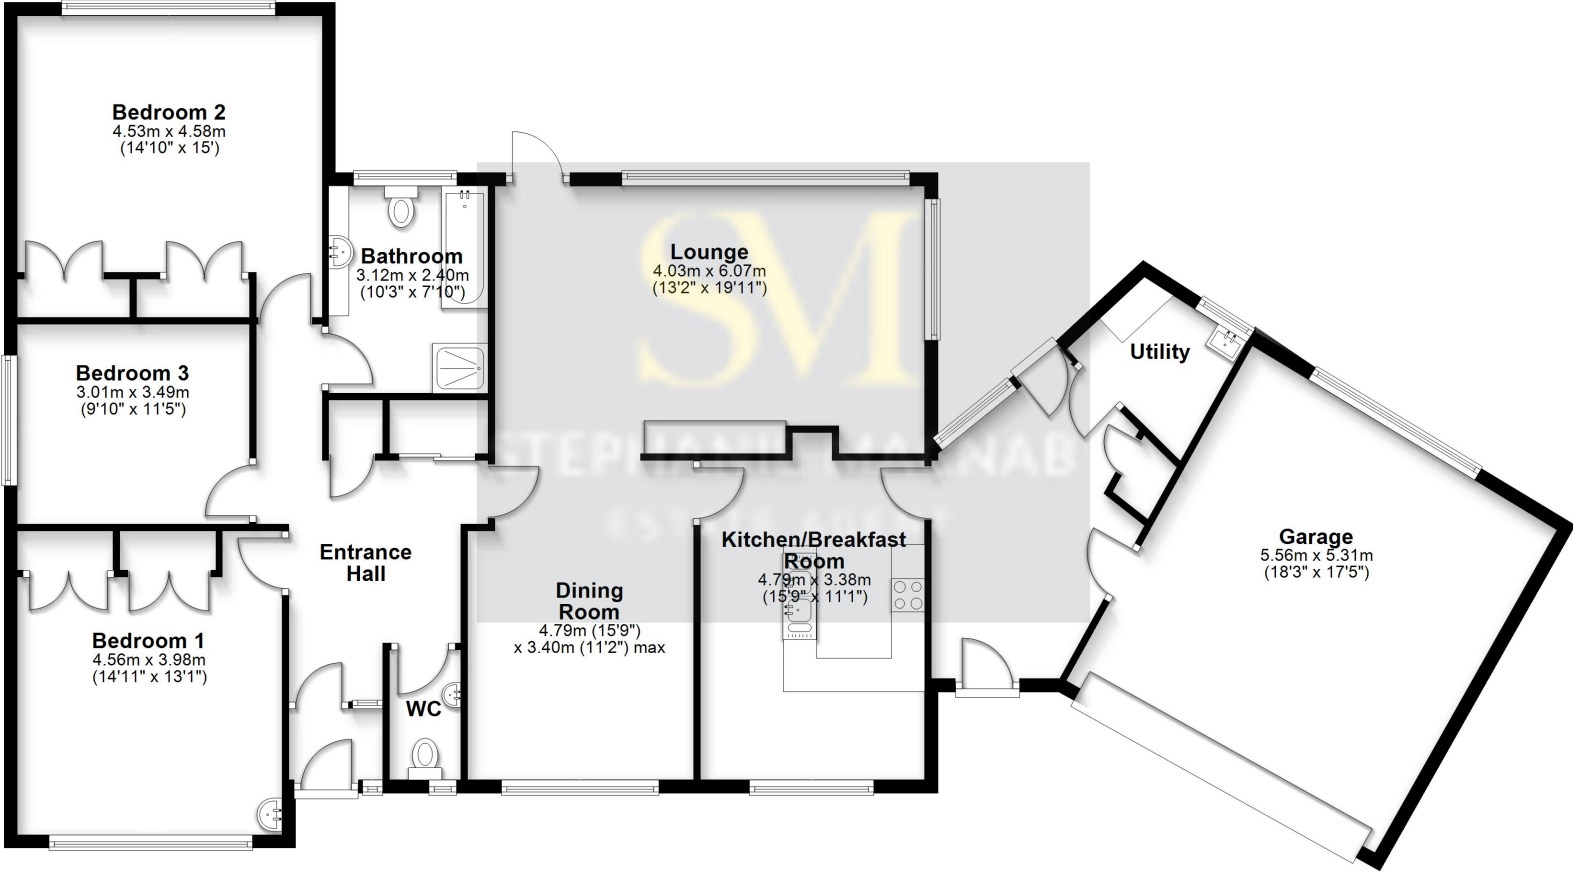 Bedroom 2
4.53m x 4.58m
(14'10" x 15')
Bathroom
3.12m x 2.40m
(10'3" x 7'10")
Lounge
4.03m x 6.07m
(13'2" x 19'11")
SM
STEPHANIE MACNAB
ESTATE AGENT
Utility
Bedroom 3
3.01m x 3.49m
(9'10" x 11'5")
Entrance
Hall
Kitchen/Breakfast
Room
4.79m x 3.38m
(15'9" x 11'1")
Garage
5.56m x 5.31m
(18'3" x 17'5")
Dining
Room
4.79m (15'9")
x 3.40m (11'2") max
Bedroom 1
4.56m x 3.98m
(14'11" x 13'1")
WC